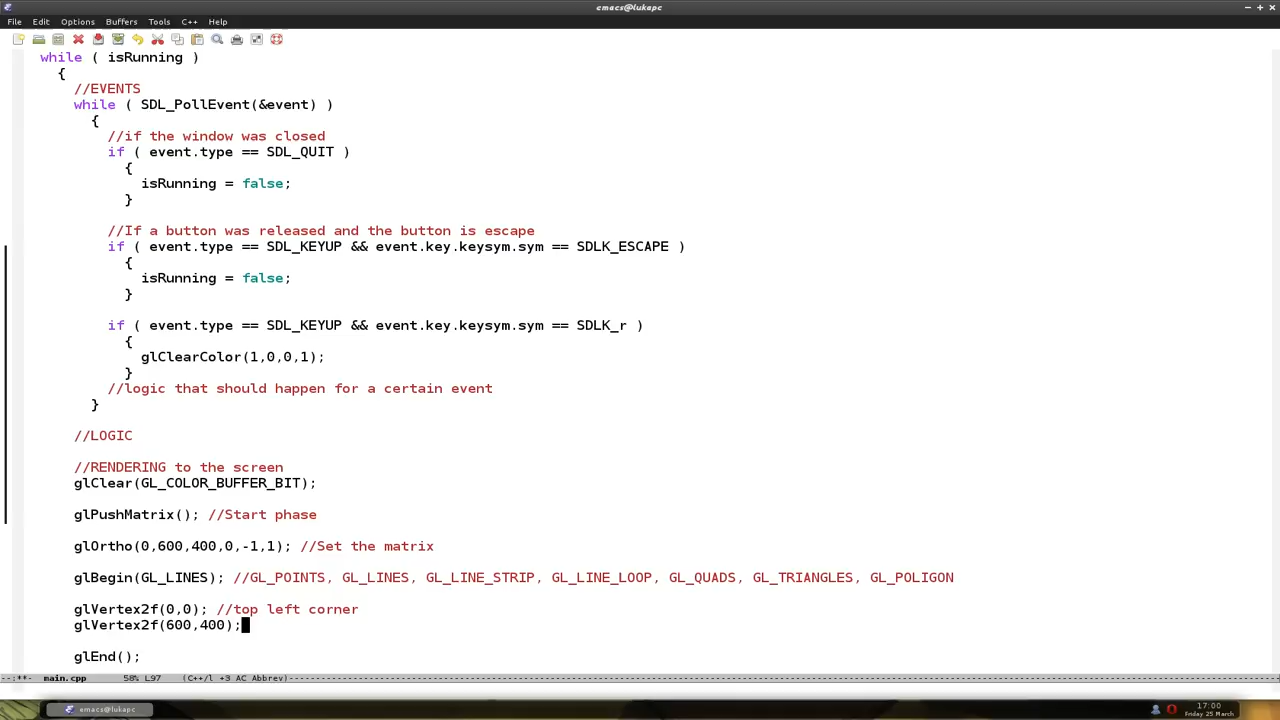 emacs@lukapc
File Edit Options Buffers Tools C++ Help
while ( isRunning )
{
//EVENTS
while ( SDL_PollEvent(&event) )
{
//if the window was closed
if ( event.type == SDL_QUIT )
{
isRunning = false;
}
//If a button was released and the button is escape
if ( event.type == SDL_KEYUP && event.key.keysym.sym == SDLK_ESCAPE )
{
isRunning = false;
}
if ( event.type == SDL_KEYUP && event.key.keysym.sym == SDLK_r )
{
glClearColor(1,0,0,1);
}
//logic that should happen for a certain event
}
//LOGIC
//RENDERING to the screen
glClear(GL_COLOR_BUFFER_BIT);
glPushMatrix(); //Start phase
glOrtho(0,600,400,0,-1,1); //Set the matrix
glBegin(GL_LINES); //GL_POINTS, GL_LINES, GL_LINE_STRIP, GL_LINE_LOOP, GL_QUADS, GL_TRIANGLES, GL_POLIGON
glVertex2f(0,0); //top left corner
glVertex2f(600,400);
glEnd();
--:**- main.cpp 58% L97 (C++/l +3 AC Abbrev)
emacs@lukapc
17:00
Friday 25 March